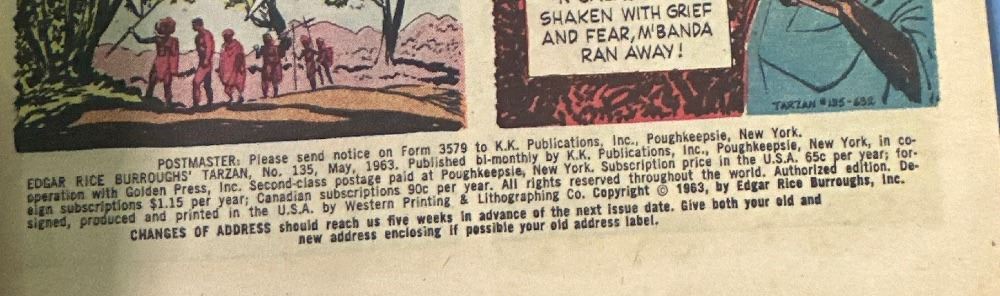 SHAKEN WITH GRIEF
AND FEAR, M'BANDA
RAN AWAY!
TARZAN #135-632
POSTMASTER: Please send notice on Form 3579 to K.K. Publications, Inc., Poughkeepsie, New York.
EDGAR RICE BURROUGHS' TARZAN, No. 135, May, 1963. Published bi-monthly by K.K. Publications, Inc., Poughkeepsie, New York, in co-
operation with Golden Press, Inc. Second-class postage paid at Poughkeepsie, New York. Subscription price in the U.S.A. 65c per year; for-
eign subscriptions $1.15 per year; Canadian subscriptions 90c per year. All rights reserved throughout the world. Authorized edition. De-
signed, produced and printed in the U.S.A. by Western Printing & Lithographing Co. Copyright © 1963, by Edgar Rice Burroughs, Inc.
CHANGES OF ADDRESS should reach us five weeks in advance of the next issue date. Give both your old and
new address enclosing if possible your old address label.